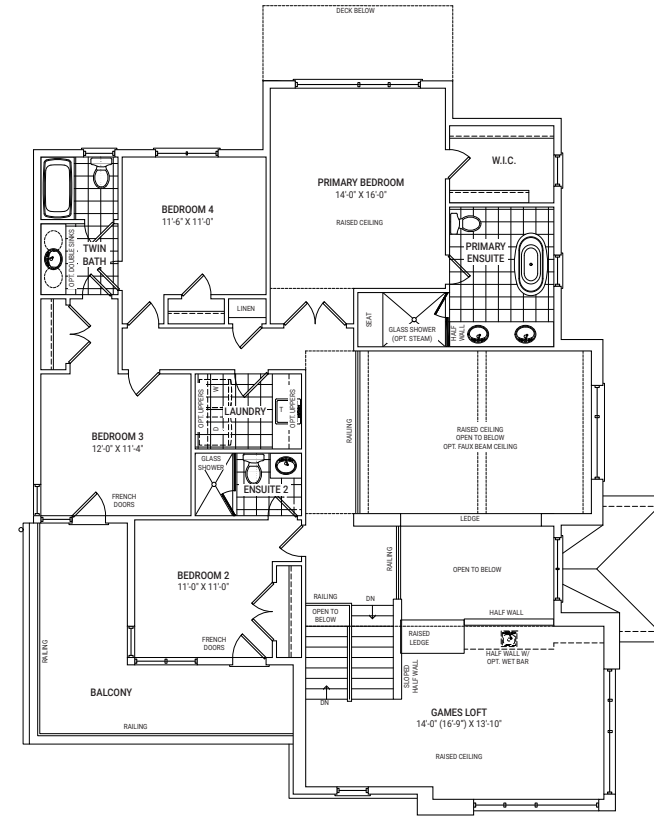 DECK BELOW
W.I.C.
PRIMARY BEDROOM
14'-0" X 16'-0"
RAISED CEILING
BEDROOM 4
11'-6" X 11'-0"
TWIN
BATH
OPT. DOUBLE SINKS
PRIMARY
ENSUITE
LINEN
SEAT
GLASS SHOWER
(OPT. STEAM)
HALF
WALL
OPT. UPPERS
W
D
LAUNDRY
T
OPT. UPPERS
RAILING
RAISED CEILING
OPEN TO BELOW
OPT. FAUX BEAM CEILING
BEDROOM 3
12'-0" X 11'-4"
GLASS
SHOWER
ENSUITE 2
FRENCH
DOORS
LEDGE
RAILING
OPEN TO BELOW
BEDROOM 2
11'-0" X 11'-0"
RAILING
DN
OPEN TO
BELOW
HALF WALL
RAISED
LEDGE
HALF WALL W/
OPT. WET BAR
FRENCH
DOORS
RAILING
SLOPED
HALF WALL
BALCONY
DN
GAMES LOFT
14'-0" (16'-9") X 13'-10"
RAILING
RAISED CEILING